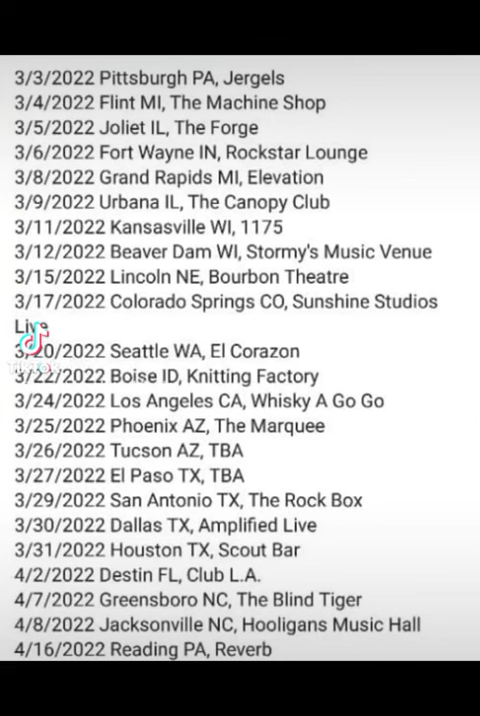 3/3/2022 Pittsburgh PA, Jergels
3/4/2022 Flint MI, The Machine Shop
3/5/2022 Joliet IL, The Forge
3/6/2022 Fort Wayne IN, Rockstar Lounge
3/8/2022 Grand Rapids MI, Elevation
3/9/2022 Urbana IL, The Canopy Club
3/11/2022 Kansasville WI, 1175
3/12/2022 Beaver Dam WI, Stormy's Music Venue
3/15/2022 Lincoln NE, Bourbon Theatre
3/17/2022 Colorado Springs CO, Sunshine Studios
Live
3/20/2022 Seattle WA, El Corazon
TikTok
3/22/2022 Boise ID, Knitting Factory
3/24/2022 Los Angeles CA, Whisky A Go Go
3/25/2022 Phoenix AZ, The Marquee
3/26/2022 Tucson AZ, TBA
3/27/2022 El Paso TX, TBA
3/29/2022 San Antonio TX, The Rock Box
3/30/2022 Dallas TX, Amplified Live
3/31/2022 Houston TX, Scout Bar
4/2/2022 Destin FL, Club L.A.
4/7/2022 Greensboro NC, The Blind Tiger
4/8/2022 Jacksonville NC, Hooligans Music Hall
4/16/2022 Reading PA, Reverb